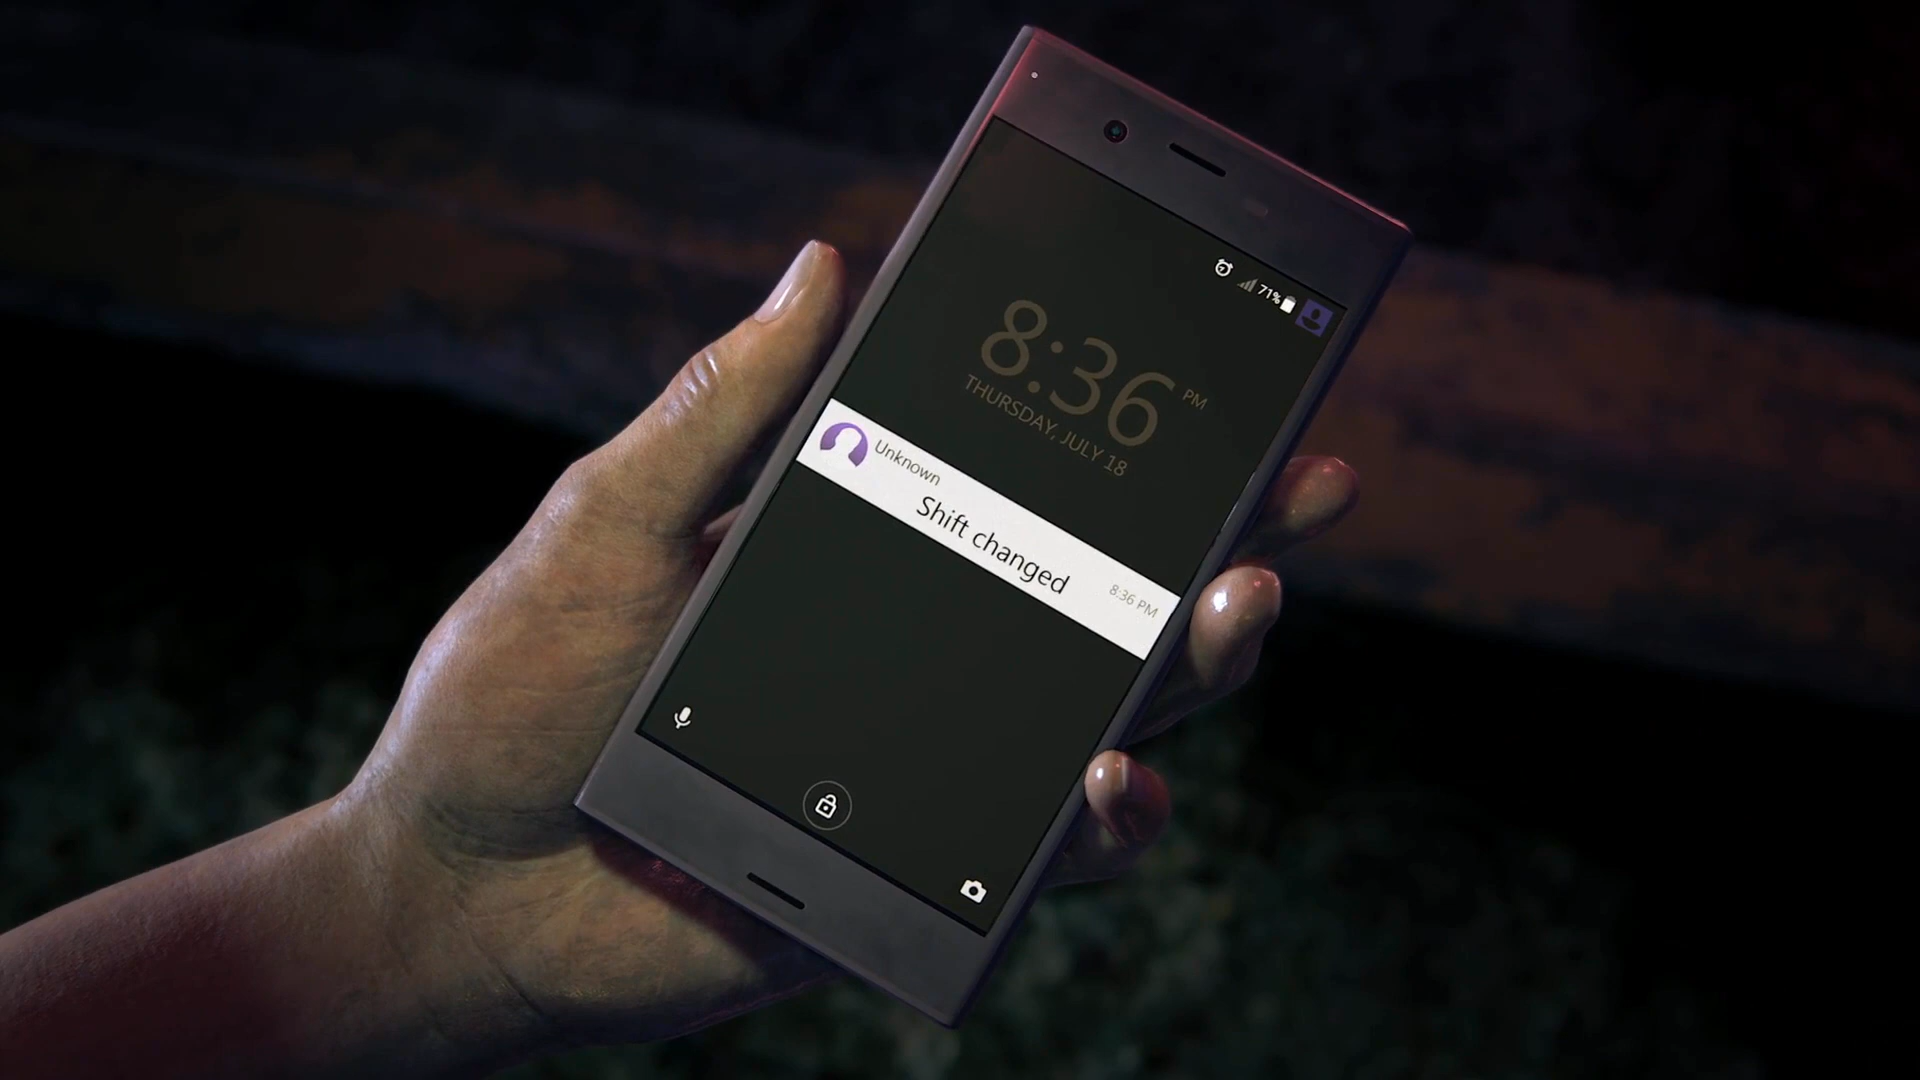 71%
8:36 PM
THURSDAY, JULY 18
Unknown
Shift changed
8:36 PM